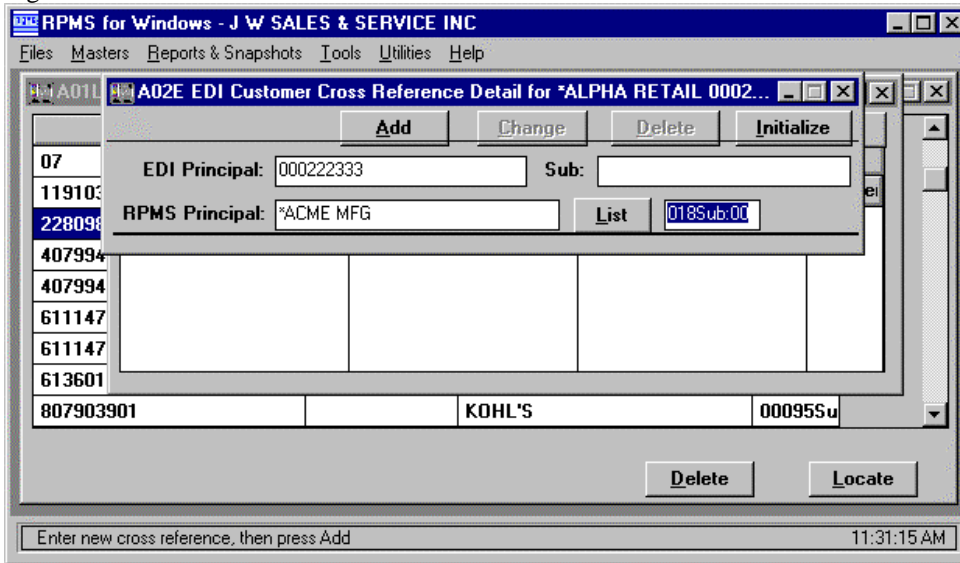 RPMS for Windows - J W SALES & SERVICE INC
Files Masters Reports & Snapshots Tools Utilities Help
A01L
A02E EDI Customer Cross Reference Detail for *ALPHA RETAIL 0002...
Add Change Delete Initialize
EDI Principal: 000222333 Sub:
RPMS Principal: *ACME MFG List 018Sub:00
07
119103
228098
407994
407994
611147
611147
613601
807903901 KOHL'S 00095Su
Delete Locate
Enter new cross reference, then press Add 11:31:15 AM